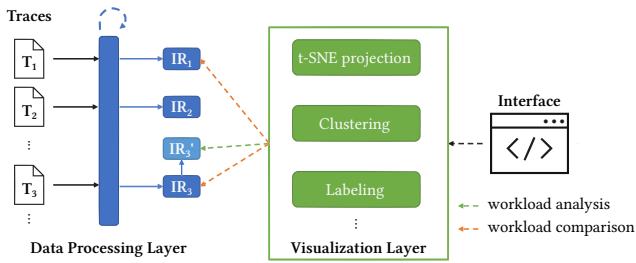 Traces
T1
T2
⋮
T3
⋮
IR1
IR2
IR3'
IR3
Data Processing Layer
t-SNE projection
Clustering
Labeling
⋮
Visualization Layer
Interface
</>
workload analysis
workload comparison